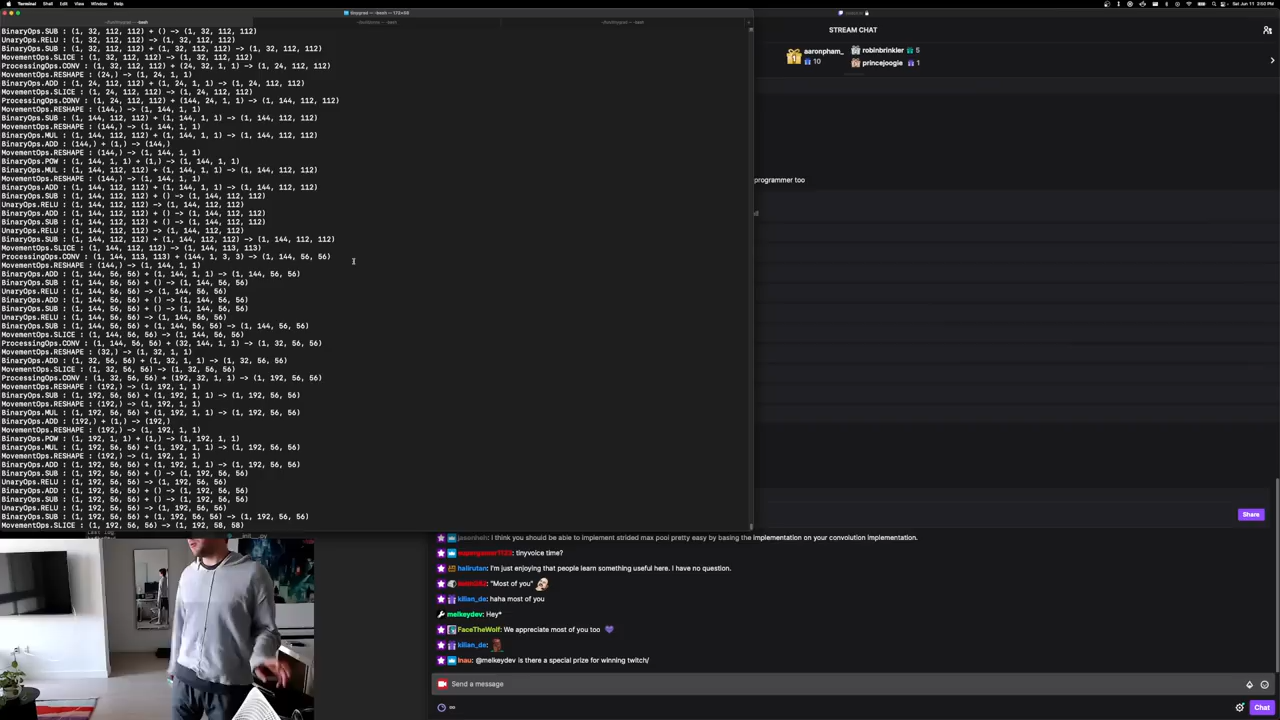 Shell Edit View Window Help
Sat Jun 11 3:50 PM
tinygrad — -bash — 173×59
STREAM CHAT
BinaryOps.SUB : (1, 32, 112, 112) + () -> (1, 32, 112, 112)
UnaryOps.RELU : (1, 32, 112, 112) -> (1, 32, 112, 112)
BinaryOps.SUB : (1, 32, 112, 112) + (1, 32, 112, 112) -> (1, 32, 112, 112)
MovementOps.SLICE : (1, 32, 112, 112) -> (1, 32, 112, 112)
ProcessingOps.CONV : (1, 32, 112, 112) + (24, 32, 1, 1) -> (1, 24, 112, 112)
MovementOps.RESHAPE : (24,) -> (1, 24, 1, 1)
BinaryOps.ADD : (1, 24, 112, 112) + (1, 24, 1, 1) -> (1, 24, 112, 112)
MovementOps.SLICE : (1, 24, 112, 112) -> (1, 24, 112, 112)
ProcessingOps.CONV : (1, 24, 112, 112) + (144, 24, 1, 1) -> (1, 144, 112, 112)
MovementOps.RESHAPE : (144,) -> (1, 144, 1, 1)
BinaryOps.SUB : (1, 144, 112, 112) + (1, 144, 1, 1) -> (1, 144, 112, 112)
MovementOps.RESHAPE : (144,) -> (1, 144, 1, 1)
BinaryOps.MUL : (1, 144, 112, 112) + (1, 144, 1, 1) -> (1, 144, 112, 112)
BinaryOps.ADD : (144,) + (1,) -> (144,)
MovementOps.RESHAPE : (144,) -> (1, 144, 1, 1)
BinaryOps.POW : (1, 144, 1, 1) + (1,) -> (1, 144, 1, 1)
BinaryOps.MUL : (1, 144, 112, 112) + (1, 144, 1, 1) -> (1, 144, 112, 112)
MovementOps.RESHAPE : (144,) -> (1, 144, 1, 1)
BinaryOps.ADD : (1, 144, 112, 112) + (1, 144, 1, 1) -> (1, 144, 112, 112)
BinaryOps.SUB : (1, 144, 112, 112) + () -> (1, 144, 112, 112)
UnaryOps.RELU : (1, 144, 112, 112) -> (1, 144, 112, 112)
BinaryOps.ADD : (1, 144, 112, 112) + () -> (1, 144, 112, 112)
BinaryOps.SUB : (1, 144, 112, 112) + () -> (1, 144, 112, 112)
UnaryOps.RELU : (1, 144, 112, 112) -> (1, 144, 112, 112)
BinaryOps.SUB : (1, 144, 112, 112) + (1, 144, 112, 112) -> (1, 144, 112, 112)
MovementOps.SLICE : (1, 144, 112, 112) -> (1, 144, 113, 113)
ProcessingOps.CONV : (1, 144, 113, 113) + (144, 1, 3, 3) -> (1, 144, 56, 56)
MovementOps.RESHAPE : (144,) -> (1, 144, 1, 1)
BinaryOps.ADD : (1, 144, 56, 56) + (1, 144, 1, 1) -> (1, 144, 56, 56)
BinaryOps.SUB : (1, 144, 56, 56) + () -> (1, 144, 56, 56)
UnaryOps.RELU : (1, 144, 56, 56) -> (1, 144, 56, 56)
BinaryOps.ADD : (1, 144, 56, 56) + () -> (1, 144, 56, 56)
BinaryOps.SUB : (1, 144, 56, 56) + () -> (1, 144, 56, 56)
UnaryOps.RELU : (1, 144, 56, 56) -> (1, 144, 56, 56)
BinaryOps.SUB : (1, 144, 56, 56) + (1, 144, 56, 56) -> (1, 144, 56, 56)
MovementOps.SLICE : (1, 144, 56, 56) -> (1, 144, 56, 56)
ProcessingOps.CONV : (1, 144, 56, 56) + (32, 144, 1, 1) -> (1, 32, 56, 56)
MovementOps.RESHAPE : (32,) -> (1, 32, 1, 1)
BinaryOps.ADD : (1, 32, 56, 56) + (1, 32, 1, 1) -> (1, 32, 56, 56)
MovementOps.SLICE : (1, 32, 56, 56) -> (1, 32, 56, 56)
ProcessingOps.CONV : (1, 32, 56, 56) + (192, 32, 1, 1) -> (1, 192, 56, 56)
MovementOps.RESHAPE : (192,) -> (1, 192, 1, 1)
BinaryOps.SUB : (1, 192, 56, 56) + (1, 192, 1, 1) -> (1, 192, 56, 56)
MovementOps.RESHAPE : (192,) -> (1, 192, 1, 1)
BinaryOps.MUL : (1, 192, 56, 56) + (1, 192, 1, 1) -> (1, 192, 56, 56)
BinaryOps.ADD : (192,) + (1,) -> (192,)
MovementOps.RESHAPE : (192,) -> (1, 192, 1, 1)
BinaryOps.POW : (1, 192, 1, 1) + (1,) -> (1, 192, 1, 1)
BinaryOps.MUL : (1, 192, 56, 56) + (1, 192, 1, 1) -> (1, 192, 56, 56)
MovementOps.RESHAPE : (192,) -> (1, 192, 1, 1)
BinaryOps.ADD : (1, 192, 56, 56) + (1, 192, 1, 1) -> (1, 192, 56, 56)
BinaryOps.SUB : (1, 192, 56, 56) + () -> (1, 192, 56, 56)
UnaryOps.RELU : (1, 192, 56, 56) -> (1, 192, 56, 56)
BinaryOps.ADD : (1, 192, 56, 56) + () -> (1, 192, 56, 56)
BinaryOps.SUB : (1, 192, 56, 56) + () -> (1, 192, 56, 56)
UnaryOps.RELU : (1, 192, 56, 56) -> (1, 192, 56, 56)
BinaryOps.SUB : (1, 192, 56, 56) + (1, 192, 56, 56) -> (1, 192, 56, 56)
MovementOps.SLICE : (1, 192, 56, 56) -> (1, 192, 58, 58)
aaronpham_ 10
robinbrinkler 5
princejoogie 1
programmer too
Share
jasonhelb: I think you should be able to implement strided max pool pretty easy by basing the implementation on your convolution implementation.
: tinyvoice time?
halirutan: I'm just enjoying that people learn something useful here. I have no question.
: "Most of you"
kilian_de: haha most of you
melkeydev: Hey*
FaceTheWolf: We appreciate most of you too
kilian_de:
lnau: @melkeydev is there a special prize for winning twitch/
Send a message
Chat